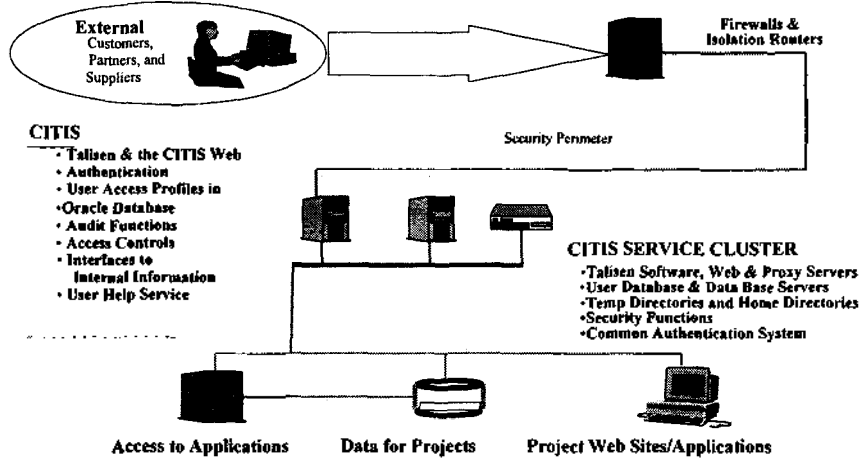 External
Customers,
Partners, and
Suppliers
Firewalls &
Isolation Routers
Security Perimeter
CITIS
• Talisen & the CITIS Web
• Authentication
• User Access Profiles in
•Oracle Database
• Audit Functions
• Access Controls
• Interfaces to
Internal Information
• User Help Service
CITIS SERVICE CLUSTER
•Talisen Software, Web & Proxy Servers
•User Database & Data Base Servers
•Temp Directories and Home Directories
•Security Functions
•Common Authentication System
Access to Applications
Data for Projects
Project Web Sites/Applications